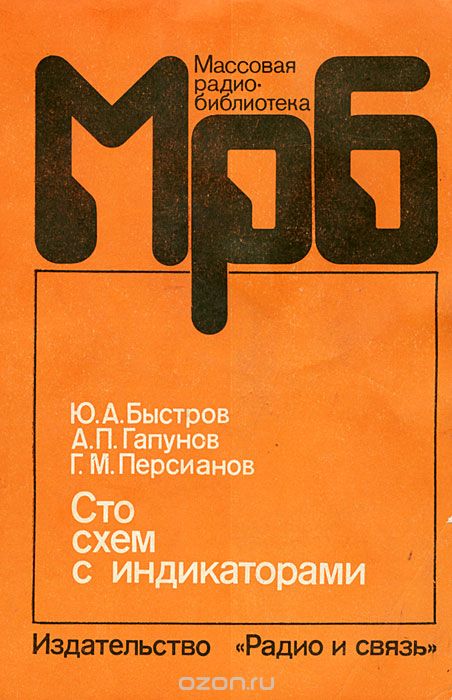 Массовая
радио-
библиотека
Мрб
Ю.А.Быстров
А.П.Гапунов
Г.М.Персианов
Сто
схем
с индикаторами
Издательство «Радио и связь»
ozon.ru